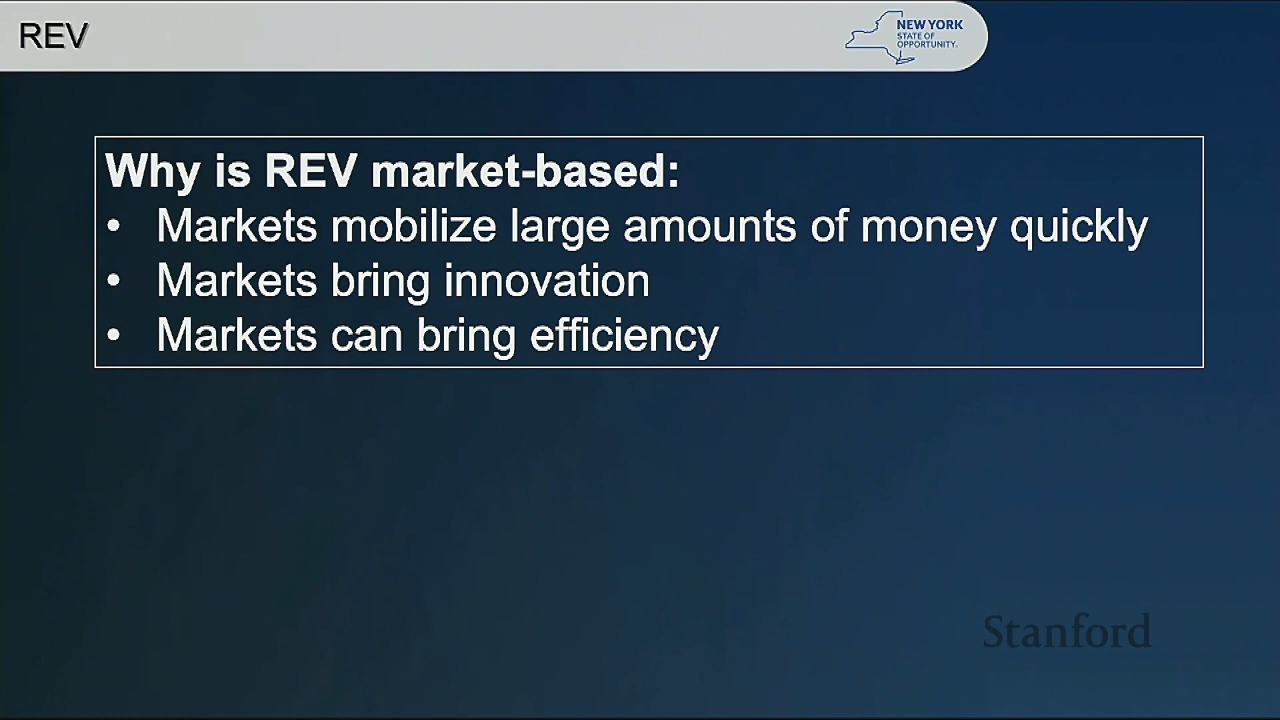 REV
NEW YORK
STATE OF
OPPORTUNITY.
Why is REV market-based:
• Markets mobilize large amounts of money quickly
• Markets bring innovation
• Markets can bring efficiency
Stanford